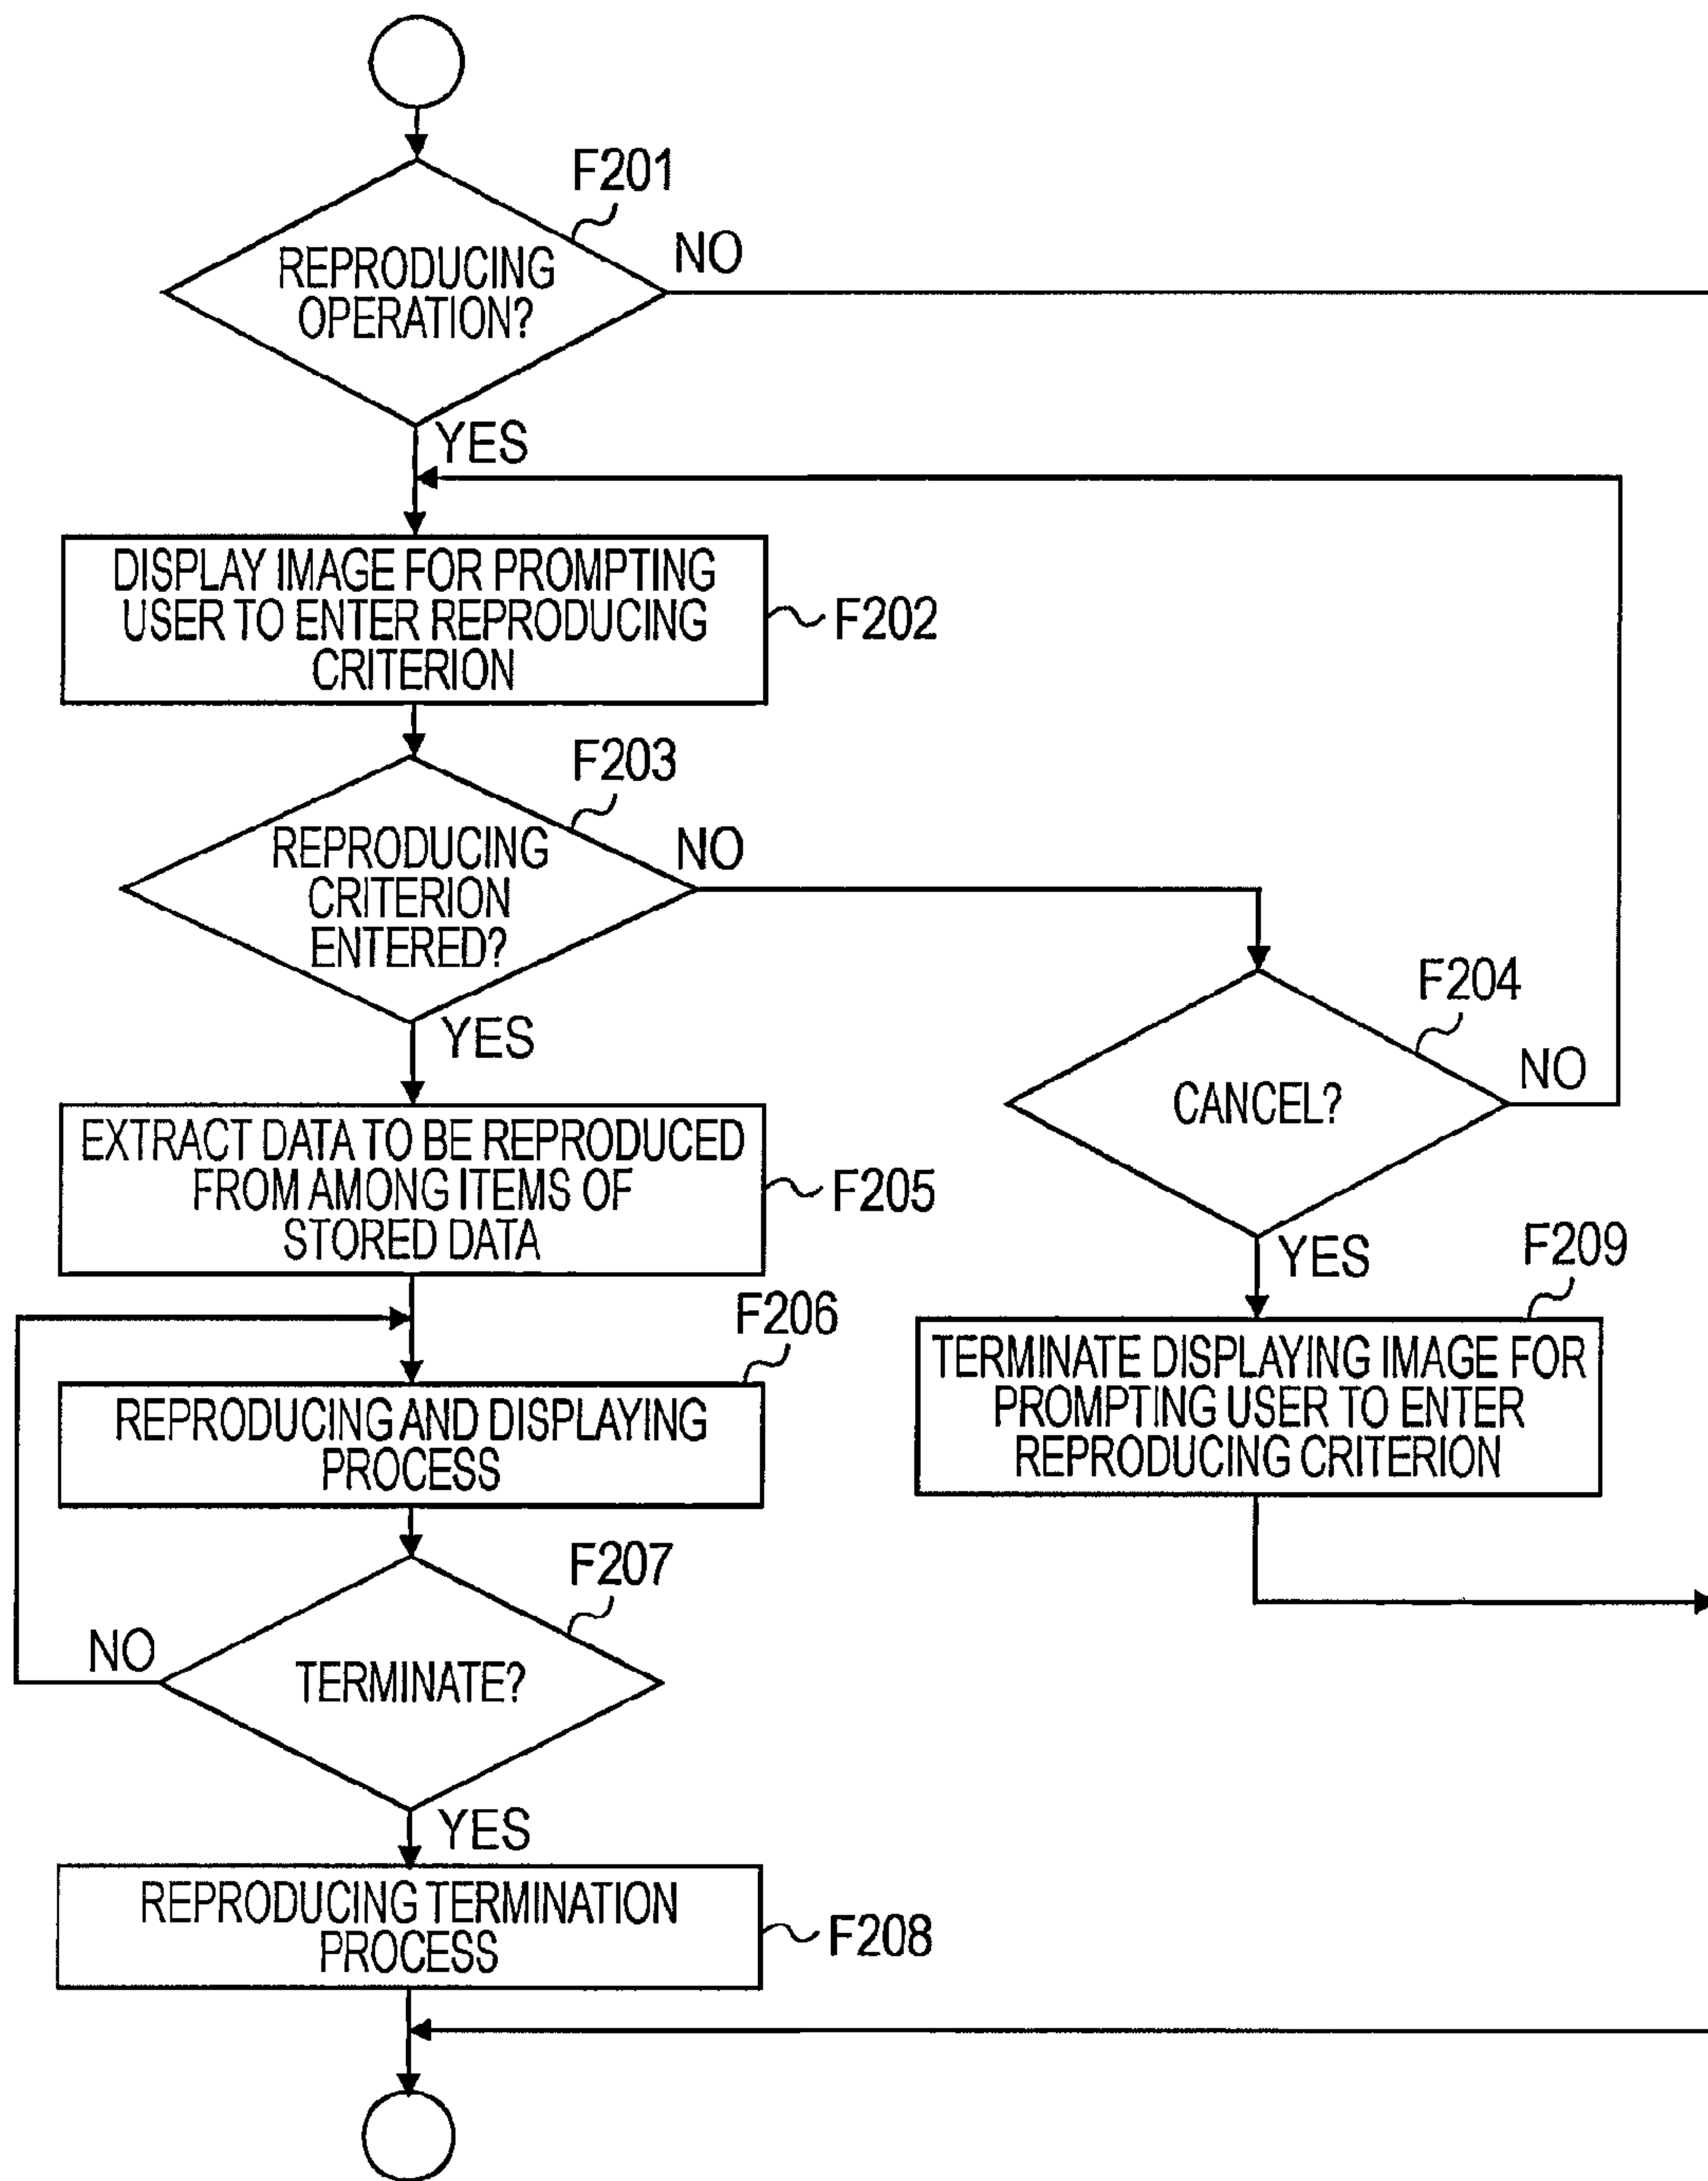 F201
REPRODUCING
OPERATION?
NO
YES
DISPLAY IMAGE FOR PROMPTING
USER TO ENTER REPRODUCING
CRITERION
F202
F203
REPRODUCING
CRITERION
ENTERED?
NO
YES
F204
CANCEL?
NO
YES
EXTRACT DATA TO BE REPRODUCED
FROM AMONG ITEMS OF
STORED DATA
F205
F209
TERMINATE DISPLAYING IMAGE FOR
PROMPTING USER TO ENTER
REPRODUCING CRITERION
F206
REPRODUCING AND DISPLAYING
PROCESS
F207
NO
TERMINATE?
YES
REPRODUCING TERMINATION
PROCESS
F208